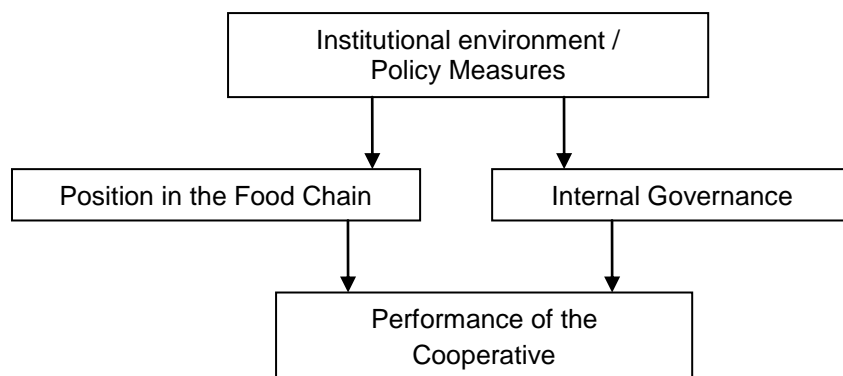 Institutional environment /
Policy Measures
Position in the Food Chain
Internal Governance
Performance of the
Cooperative